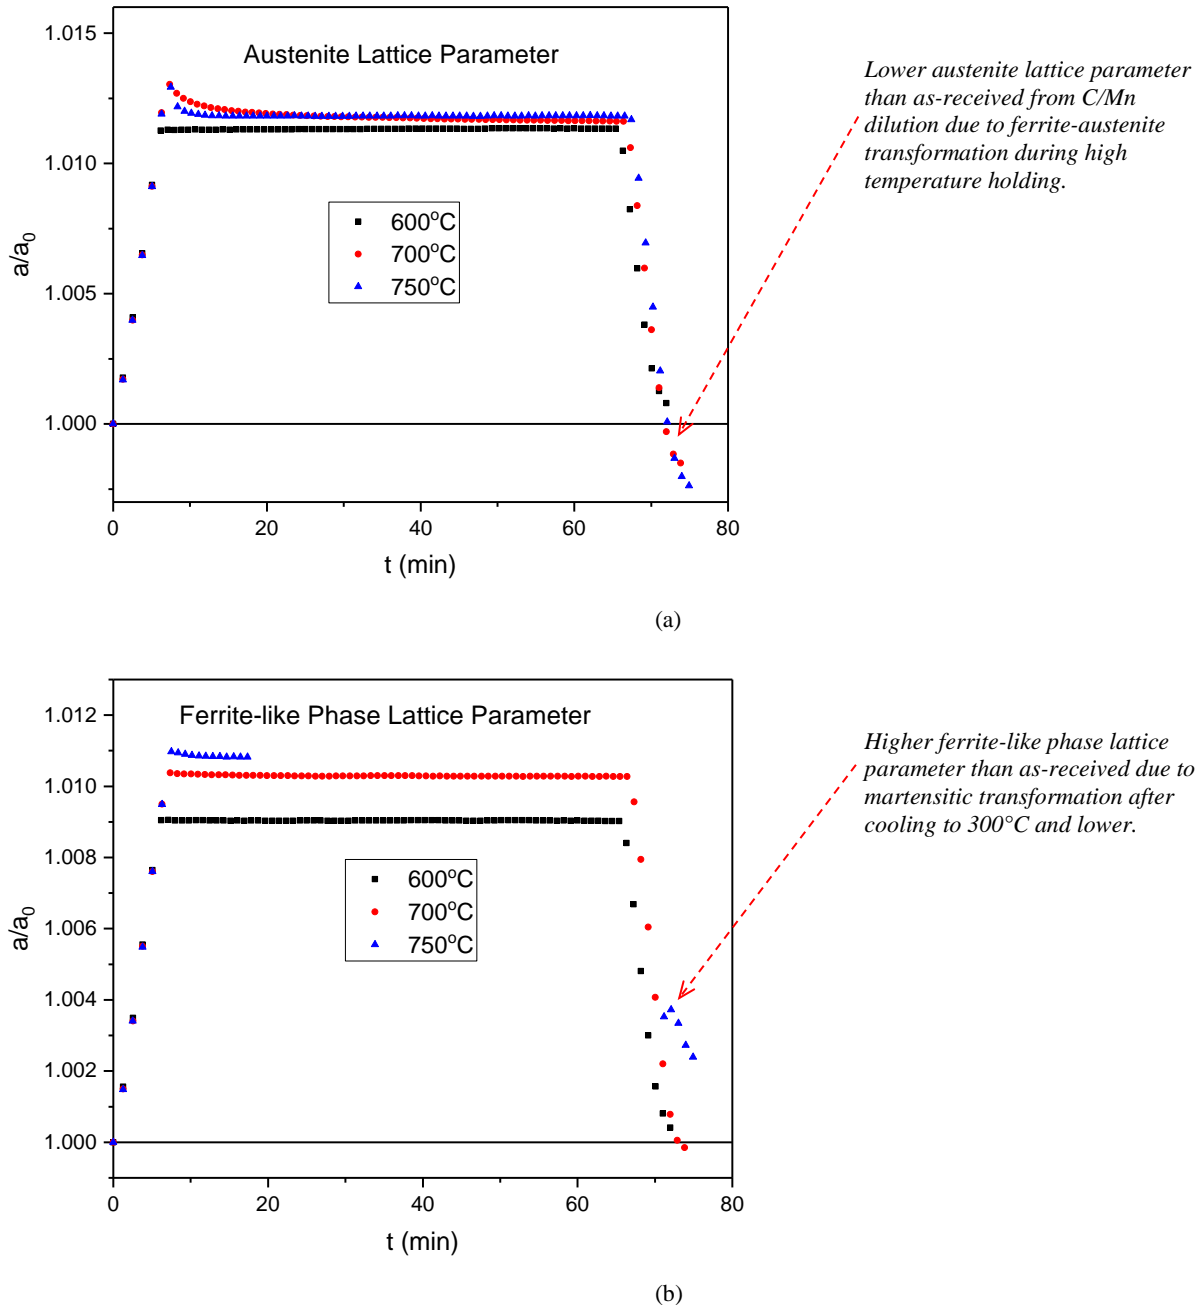 1.015
Austenite Lattice Parameter
Lower austenite lattice parameter
than as-received from C/Mn
dilution due to ferrite-austenite
transformation during high
temperature holding.
1.010
600°C
700°C
750°C
a/a0
1.005
1.000
0 20 40 60 80
t (min)
(a)
1.012
Ferrite-like Phase Lattice Parameter
Higher ferrite-like phase lattice
parameter than as-received due to
martensitic transformation after
cooling to 300°C and lower.
1.010
1.008
600°C
700°C
750°C
a/a0
1.006
1.004
1.002
1.000
0 20 40 60 80
t (min)
(b)